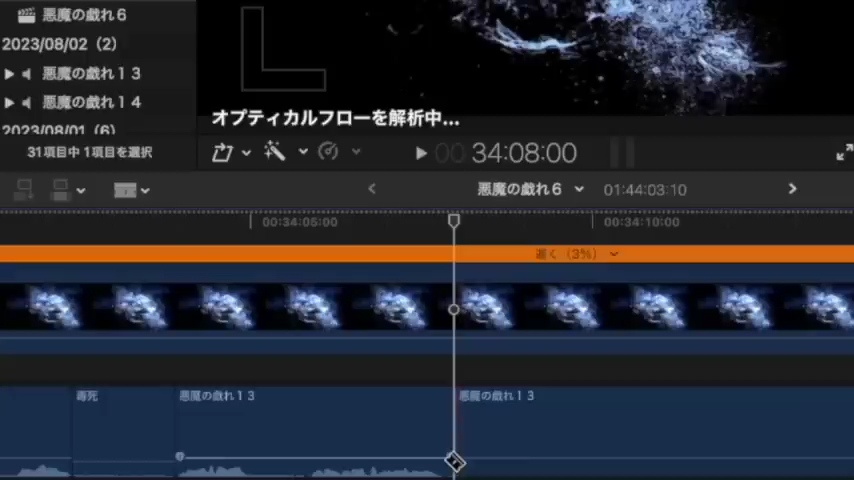 悪魔の戯れ6
2023/08/02（2）
悪魔の戯れ13
悪魔の戯れ14
2023/08/01（6）
オプティカルフローを解析中...
31項目中 1項目を選択
00 34:08:00
悪魔の戯れ6 01:44:03:10
00:34:05:00 00:34:10:00
遅く（3%）
毒死 悪魔の戯れ13 悪魔の戯れ13